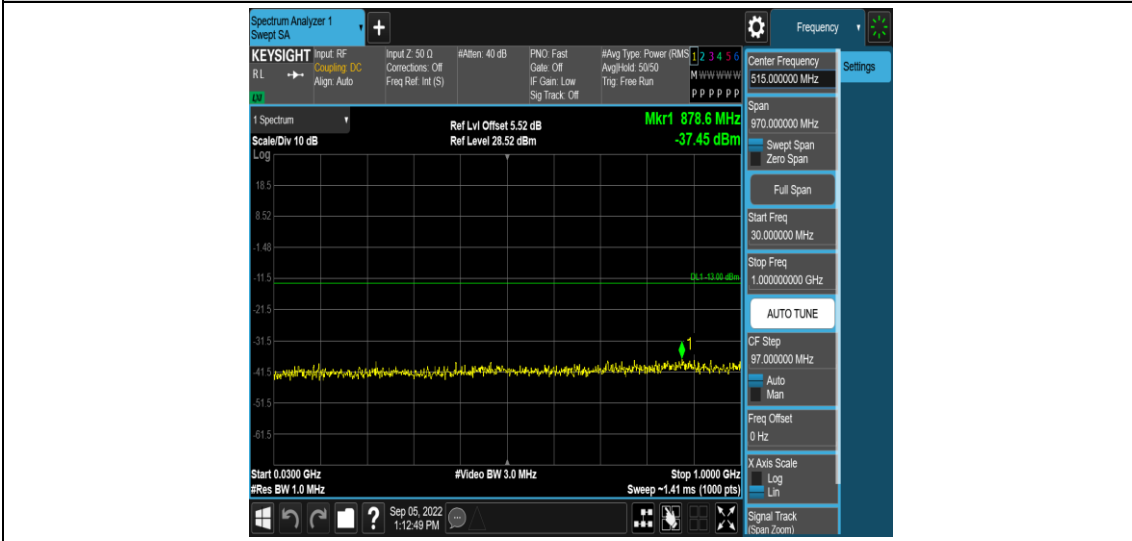 Spectrum Analyzer 1
Swept SA
+
Frequency
KEYSIGHT
RL
Input: RF
Coupling: DC
Align: Auto
Input Z: 50 Ω
Corrections: Off
Freq Ref: Int (S)
#Atten: 40 dB
PNO: Fast
Gate: Off
IF Gain: Low
Sig Track: Off
#Avg Type: Power (RMS
Avg|Hold: 50/50
Trig: Free Run
1 2 3 4 5 6
M W W W W W
P P P P P P
1 Spectrum
Scale/Div 10 dB
Log
Ref Lvl Offset 5.52 dB
Ref Level 28.52 dBm
Mkr1 878.6 MHz
-37.45 dBm
18.5
8.52
-1.48
-11.5
DL1 -13.00 dBm
-21.5
-31.5
1
-41.5
-51.5
-61.5
Start 0.0300 GHz
#Video BW 3.0 MHz
Stop 1.0000 GHz
#Res BW 1.0 MHz
Sweep ~1.41 ms (1000 pts)
?
Sep 05, 2022
1:12:49 PM
Center Frequency
515.000000 MHz
Settings
Span
970.000000 MHz
Swept Span
Zero Span
Full Span
Start Freq
30.000000 MHz
Stop Freq
1.000000000 GHz
AUTO TUNE
CF Step
97.000000 MHz
Auto
Man
Freq Offset
0 Hz
X Axis Scale
Log
Lin
Signal Track
(Span Zoom)